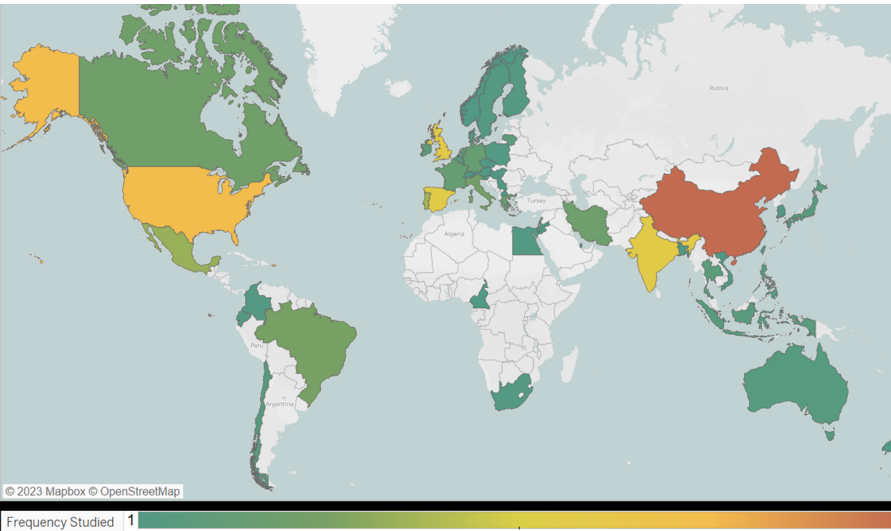 Russia
Turkey
Algeria
Peru
Argentina
© 2023 Mapbox © OpenStreetMap
Frequency Studied 1